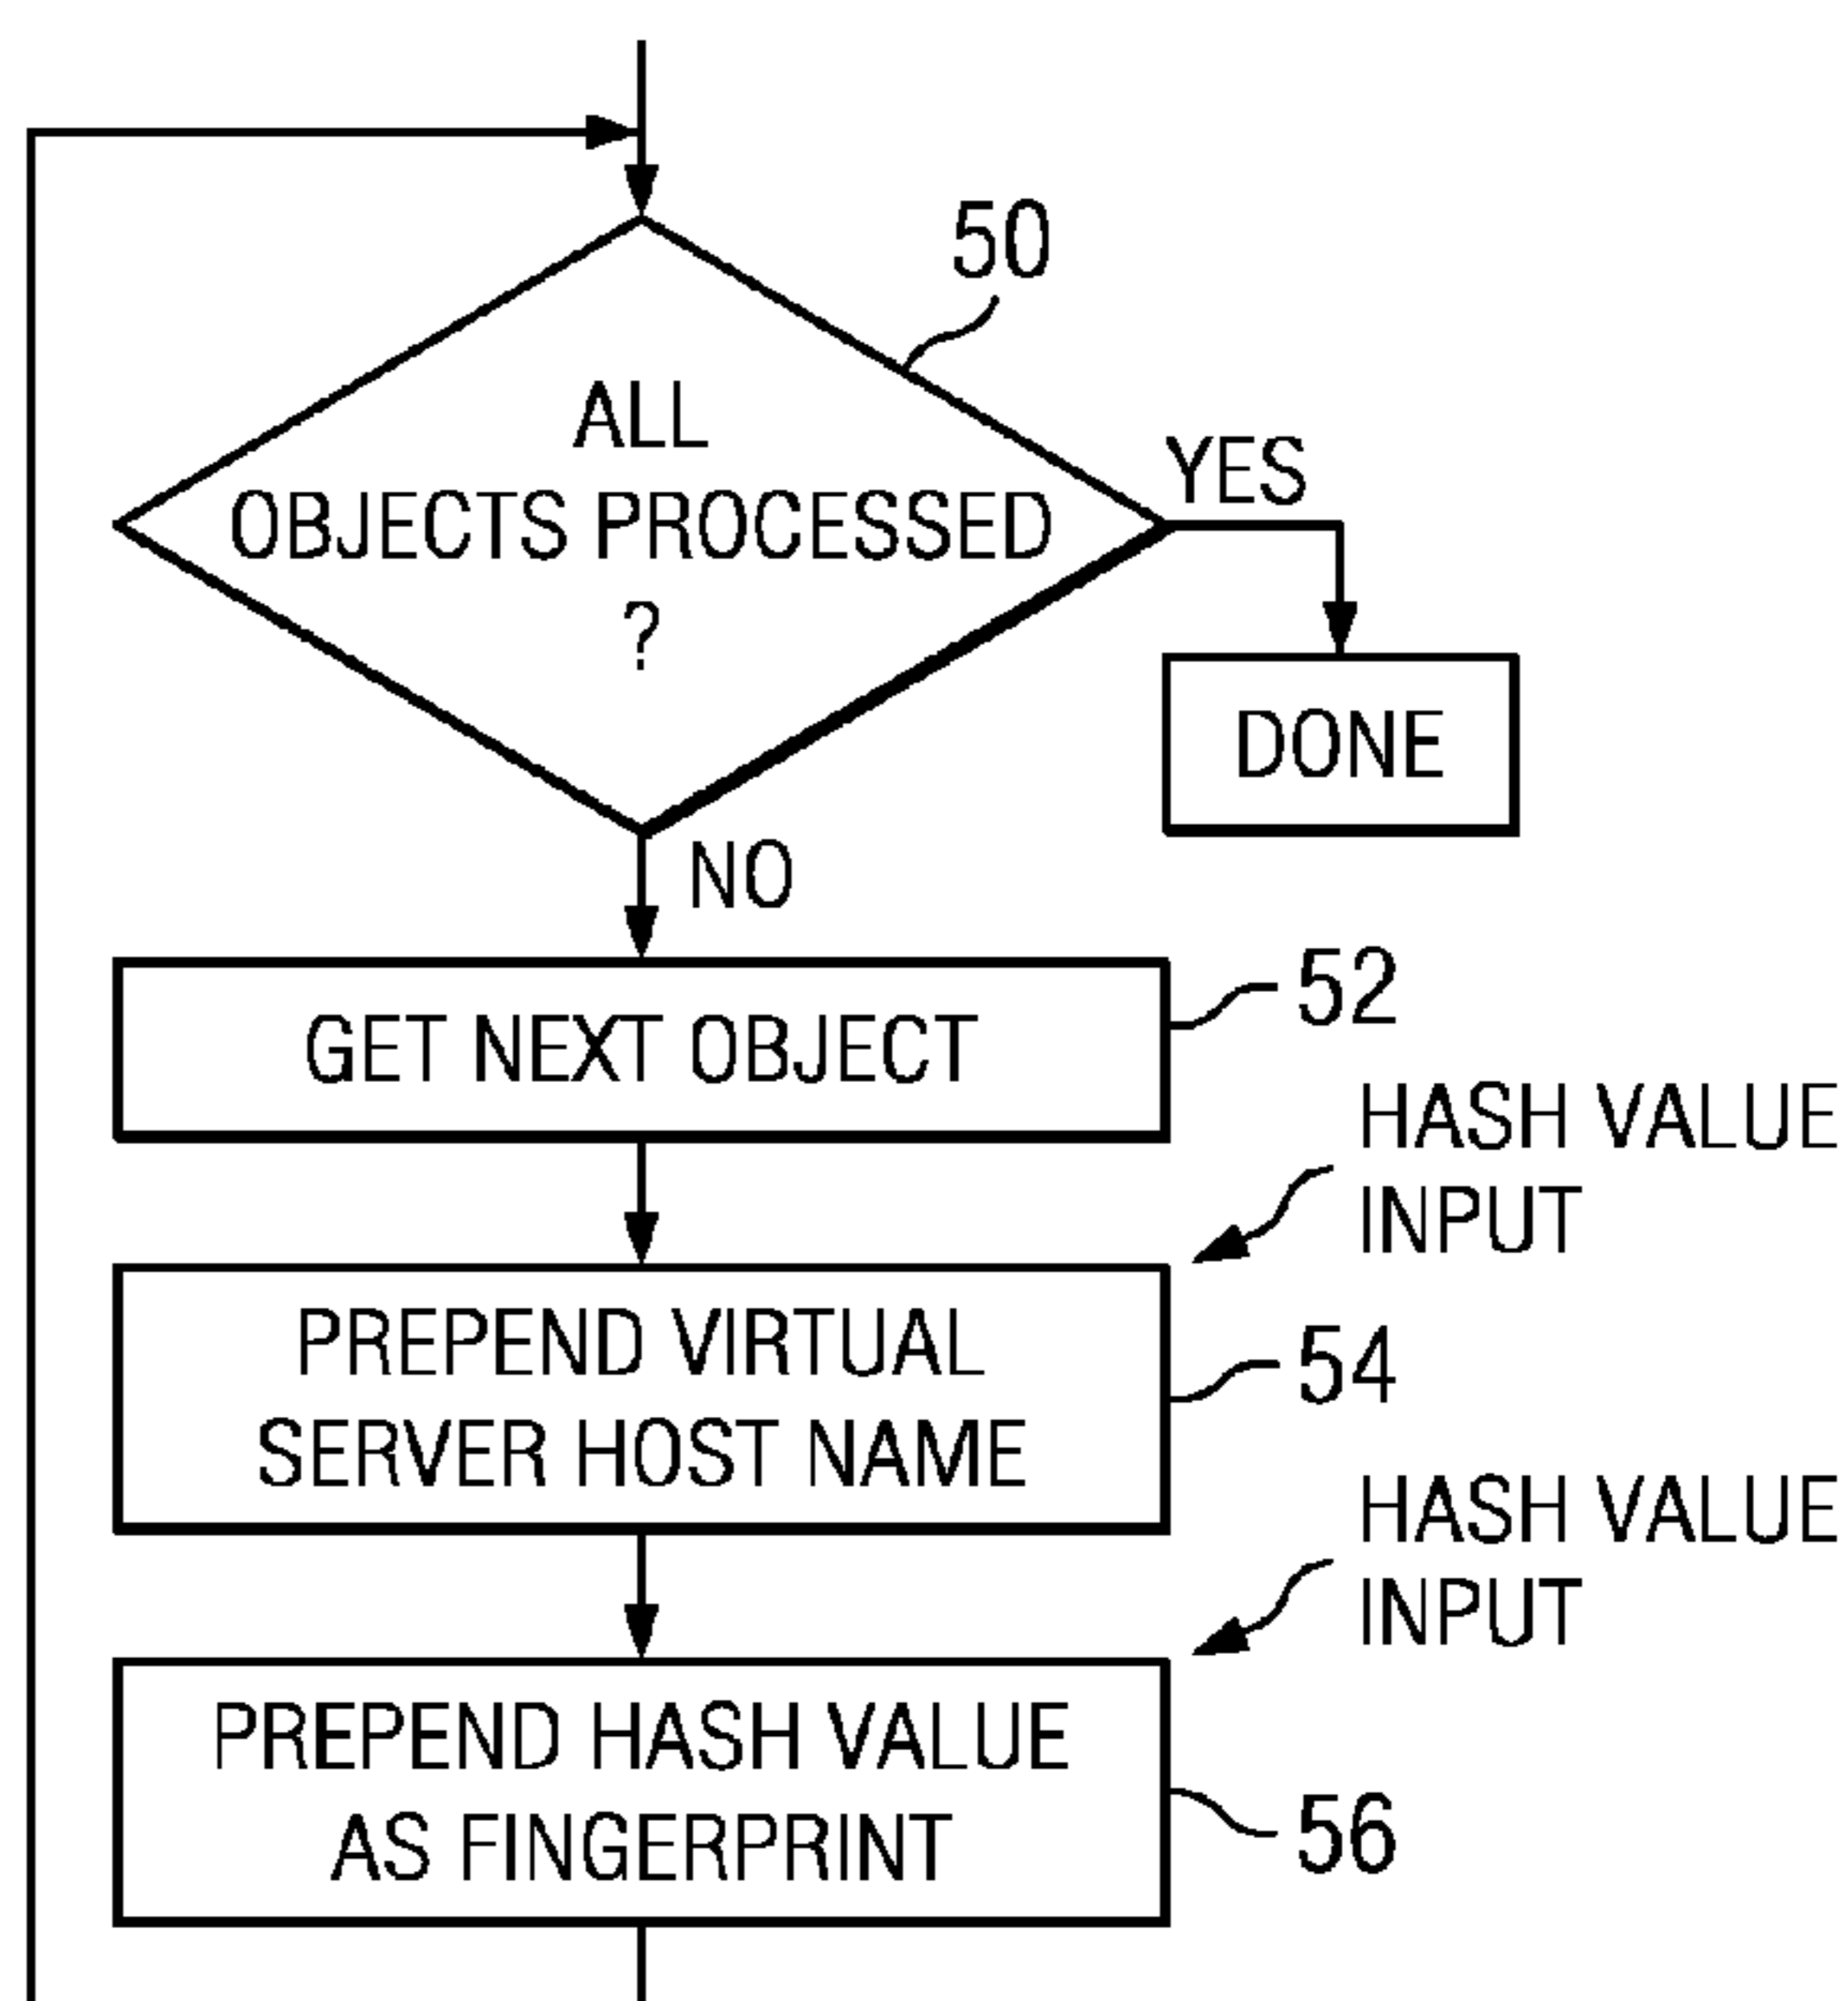 50
ALL
OBJECTS PROCESSED
?
YES
DONE
NO
GET NEXT OBJECT
52
HASH VALUE
INPUT
PREPEND VIRTUAL
SERVER HOST NAME
54
HASH VALUE
INPUT
PREPEND HASH VALUE
AS FINGERPRINT
56